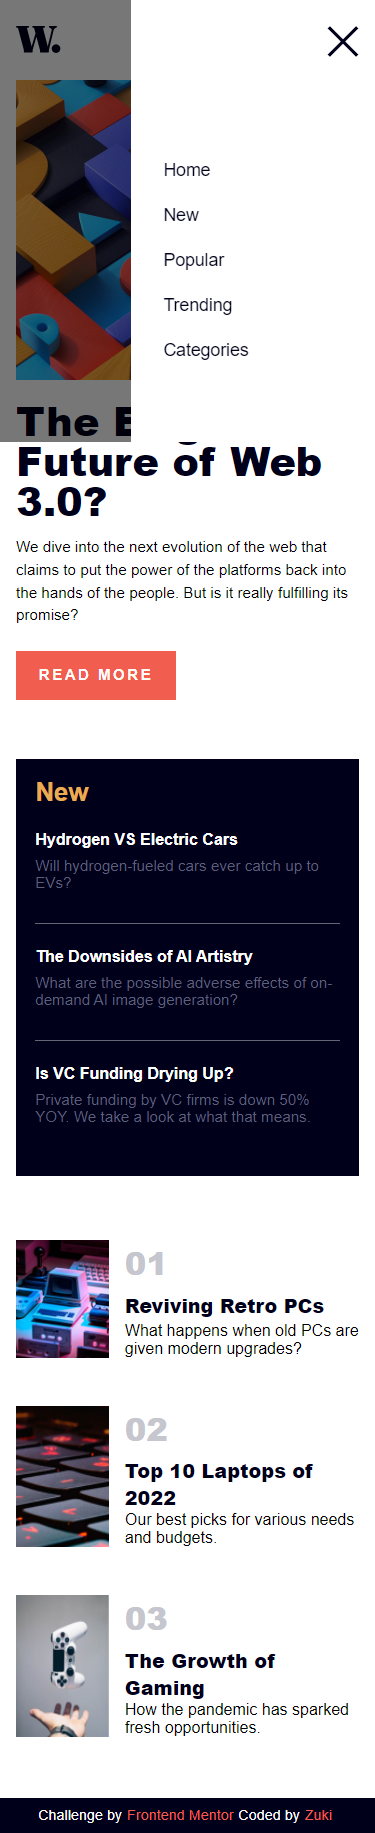 W.
Home
New
Popular
Trending
Categories
The B
Future of Web
3.0?
We dive into the next evolution of the web that
claims to put the power of the platforms back into
the hands of the people. But is it really fulfilling its
promise?
READ MORE
New
Hydrogen VS Electric Cars
Will hydrogen-fueled cars ever catch up to
EVs?
The Downsides of AI Artistry
What are the possible adverse effects of on-
demand AI image generation?
Is VC Funding Drying Up?
Private funding by VC firms is down 50%
YOY. We take a look at what that means.
01
Reviving Retro PCs
What happens when old PCs are
given modern upgrades?
02
Top 10 Laptops of
2022
Our best picks for various needs
and budgets.
03
The Growth of
Gaming
How the pandemic has sparked
fresh opportunities.
Challenge by Frontend Mentor Coded by Zuki